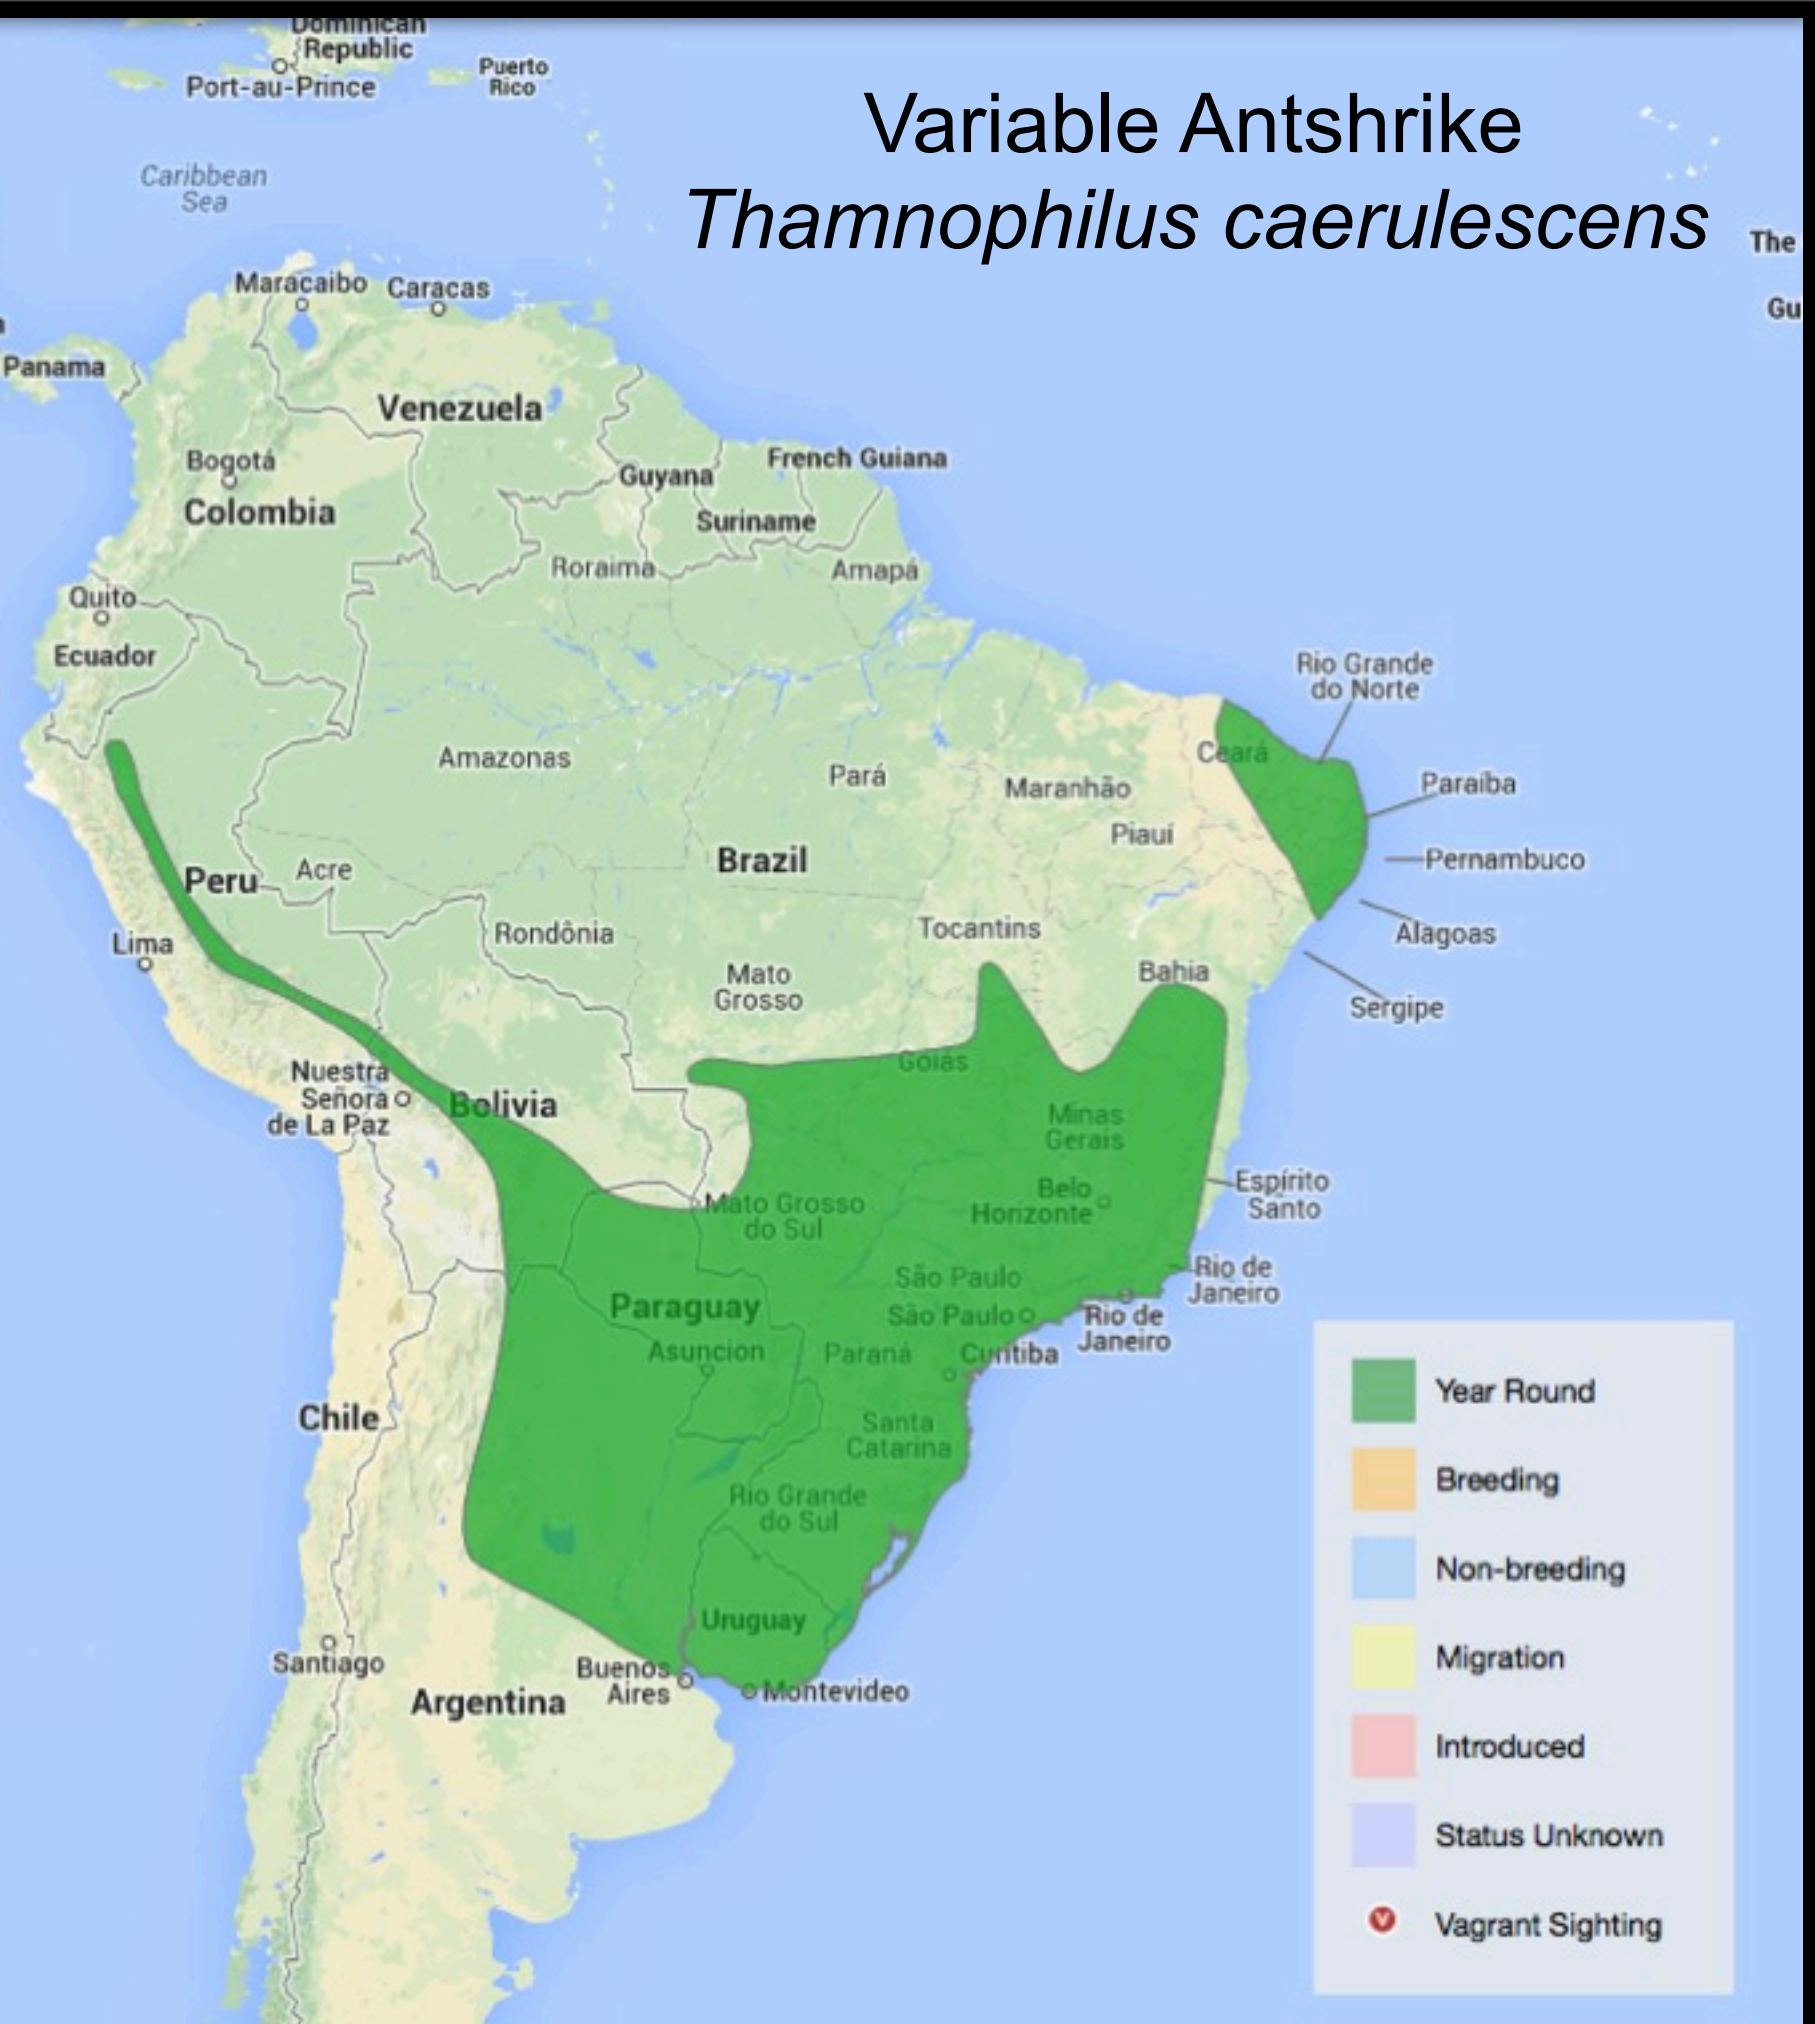 Dominican
Republic
Port-au-Prince
Puerto
Rico
Variable Antshrike
Thamnophilus caerulescens
Caribbean
Sea
The
Gu
Maracaibo
Caracas
Panama
Venezuela
Bogotá
Colombia
Guyana
French Guiana
Suriname
Roraima
Amapá
Quito
Ecuador
Rio Grande
do Norte
Amazonas
Pará
Maranhão
Ceará
Paraíba
Piauí
Brazil
Pernambuco
Peru
Acre
Rondônia
Tocantins
Alagoas
Lima
Mato
Grosso
Bahia
Sergipe
Goiás
Nuestra
Señora
de La Paz
Bolivia
Minas
Gerais
Belo
Horizonte
Espírito
Santo
Mato Grosso
do Sul
São Paulo
Rio de
Janeiro
Paraguay
São Paulo
Rio de
Janeiro
Asuncion
Paraná
Curitiba
Chile
Santa
Catarina
Rio Grande
do Sul
Uruguay
Santiago
Buenos
Aires
Montevideo
Argentina
Year Round
Breeding
Non-breeding
Migration
Introduced
Status Unknown
V
Vagrant Sighting